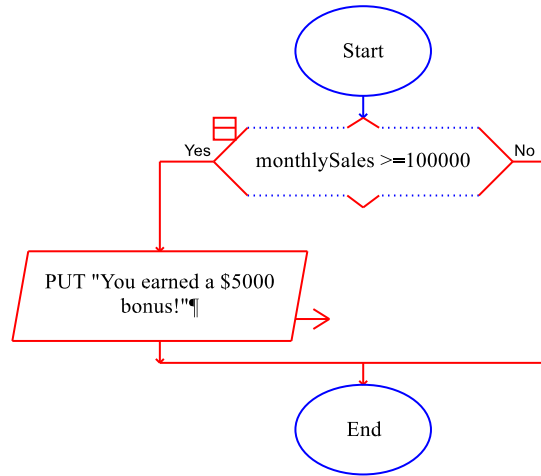 Start
Yes
monthlySales >=100000
No
PUT "You earned a $5000
bonus!"¶
End